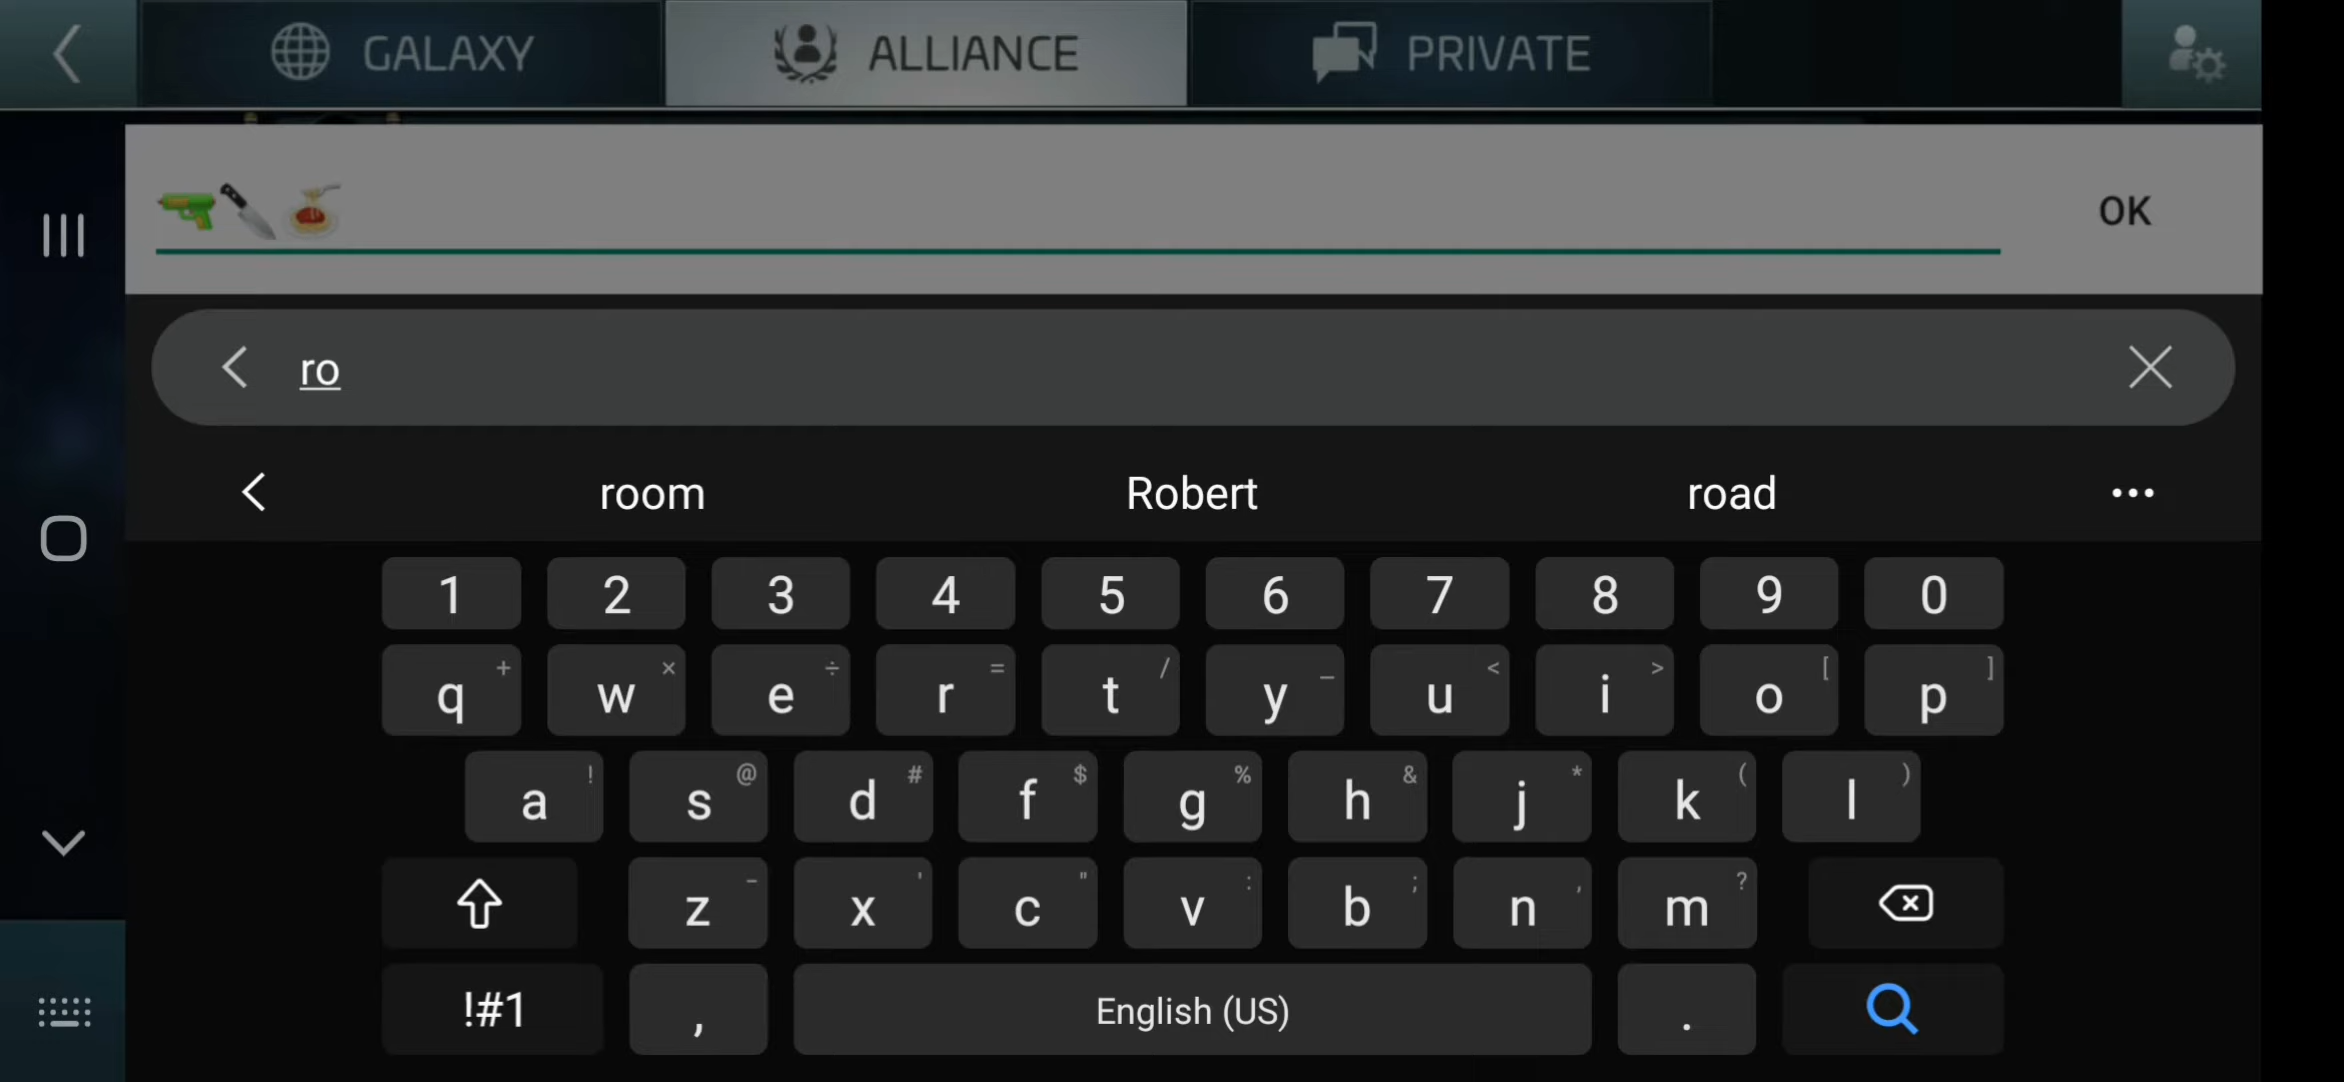 GALAXY ALLIANCE PRIVATE
🔫🔪🍝 OK
ro
room Robert road
1 2 3 4 5 6 7 8 9 0
q + w × e ÷ r = t / y _ u < i > o [ p ]
a ! s @ d # f $ g % h & j * k ( l )
z - x ' c " v : b ; n , m ?
!#1 , English (US) .